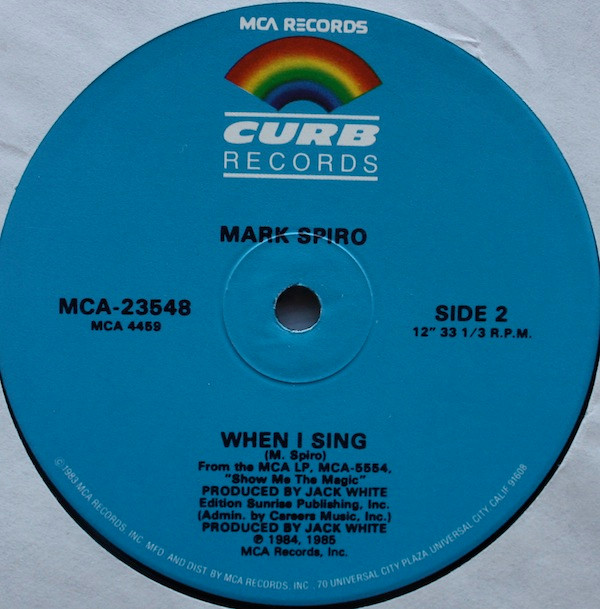 MCA RECORDS
CURB
RECORDS
MARK SPIRO
MCA-23548
MCA 4459
SIDE 2
12" 33 1/3 R.P.M.
WHEN I SING
(M. Spiro)
From the MCA LP, MCA-5554,
"Show Me The Magic"
PRODUCED BY JACK WHITE
Edition Sunrise Publishing, Inc.
(Admin. by Careers Music, Inc.)
PRODUCED BY JACK WHITE
℗ 1984, 1985
MCA Records, Inc.
© 1983 MCA RECORDS, INC. MFD. AND DIST BY MCA RECORDS, INC . 70 UNIVERSAL CITY PLAZA, UNIVERSAL CITY, CALIF. 91608